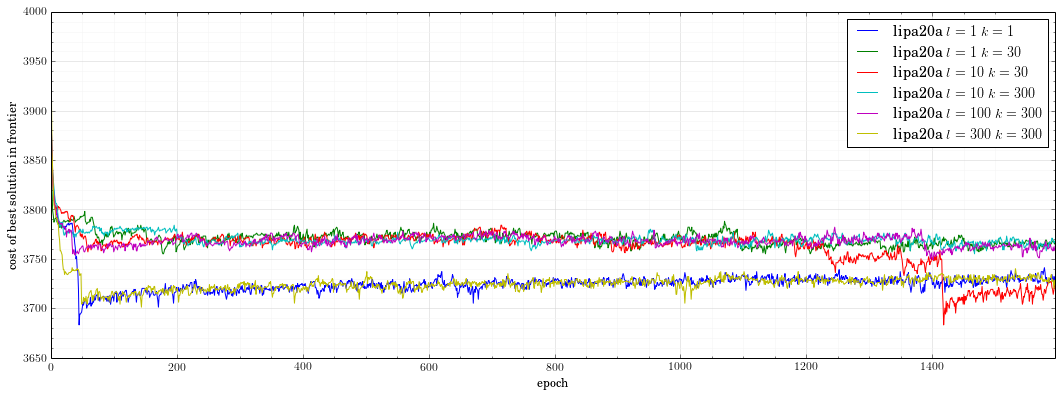 4000
3950
3900
3850
3800
3750
3700
3650
cost of best solution in frontier
0 200 400 600 800 1000 1200 1400
epoch
lipa20a l = 1 k = 1
lipa20a l = 1 k = 30
lipa20a l = 10 k = 30
lipa20a l = 10 k = 300
lipa20a l = 100 k = 300
lipa20a l = 300 k = 300